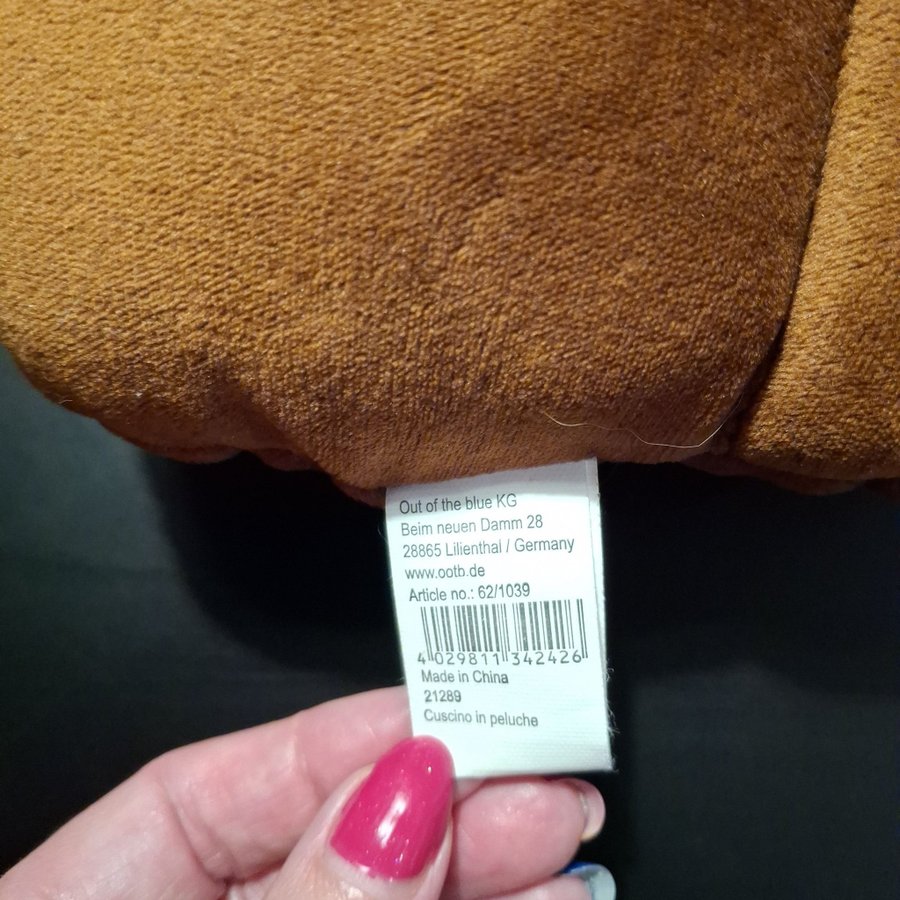 Out of the blue KG
Beim neuen Damm 28
28865 Lilienthal / Germany
www.ootb.de
Article no.: 62/1039
4 029811 342426
Made in China
21289
Cuscino in peluche